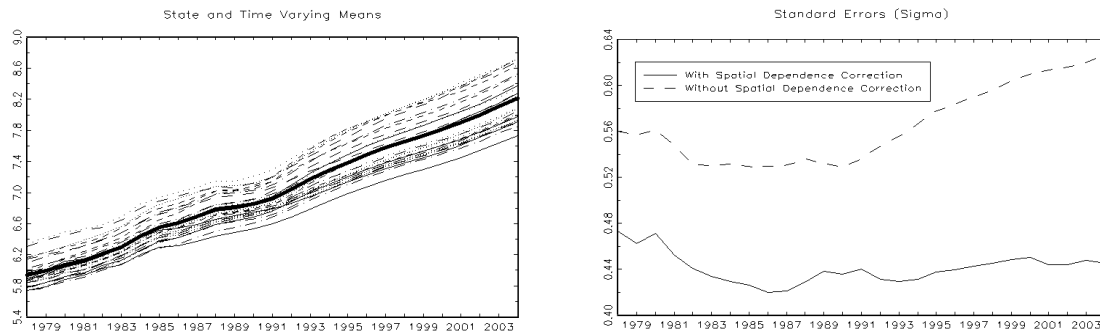 State and Time Varying Means
9.0
8.6
8.2
7.8
7.4
7.0
6.6
6.2
5.8
5.4
1979 1981 1983 1985 1987 1989 1991 1993 1995 1997 1999 2001 2003
Standard Errors (Sigma)
0.64
0.60
0.56
0.52
0.48
0.44
0.40
With Spatial Dependence Correction
Without Spatial Dependence Correction
1979 1981 1983 1985 1987 1989 1991 1993 1995 1997 1999 2001 2003